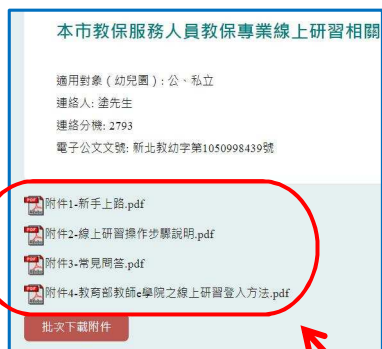 本市教保服務人員教保專業線上研習相關
適用對象（幼兒園）: 公、私立
連絡人: 塗先生
連絡分機: 2793
電子公文文號: 新北教幼字第1050998439號
附件1-新手上路.pdf
附件2-線上研習操作步驟說明.pdf
附件3-常見問答.pdf
附件4-教育部教師e學院之線上研習登入方法.pdf
批次下載附件